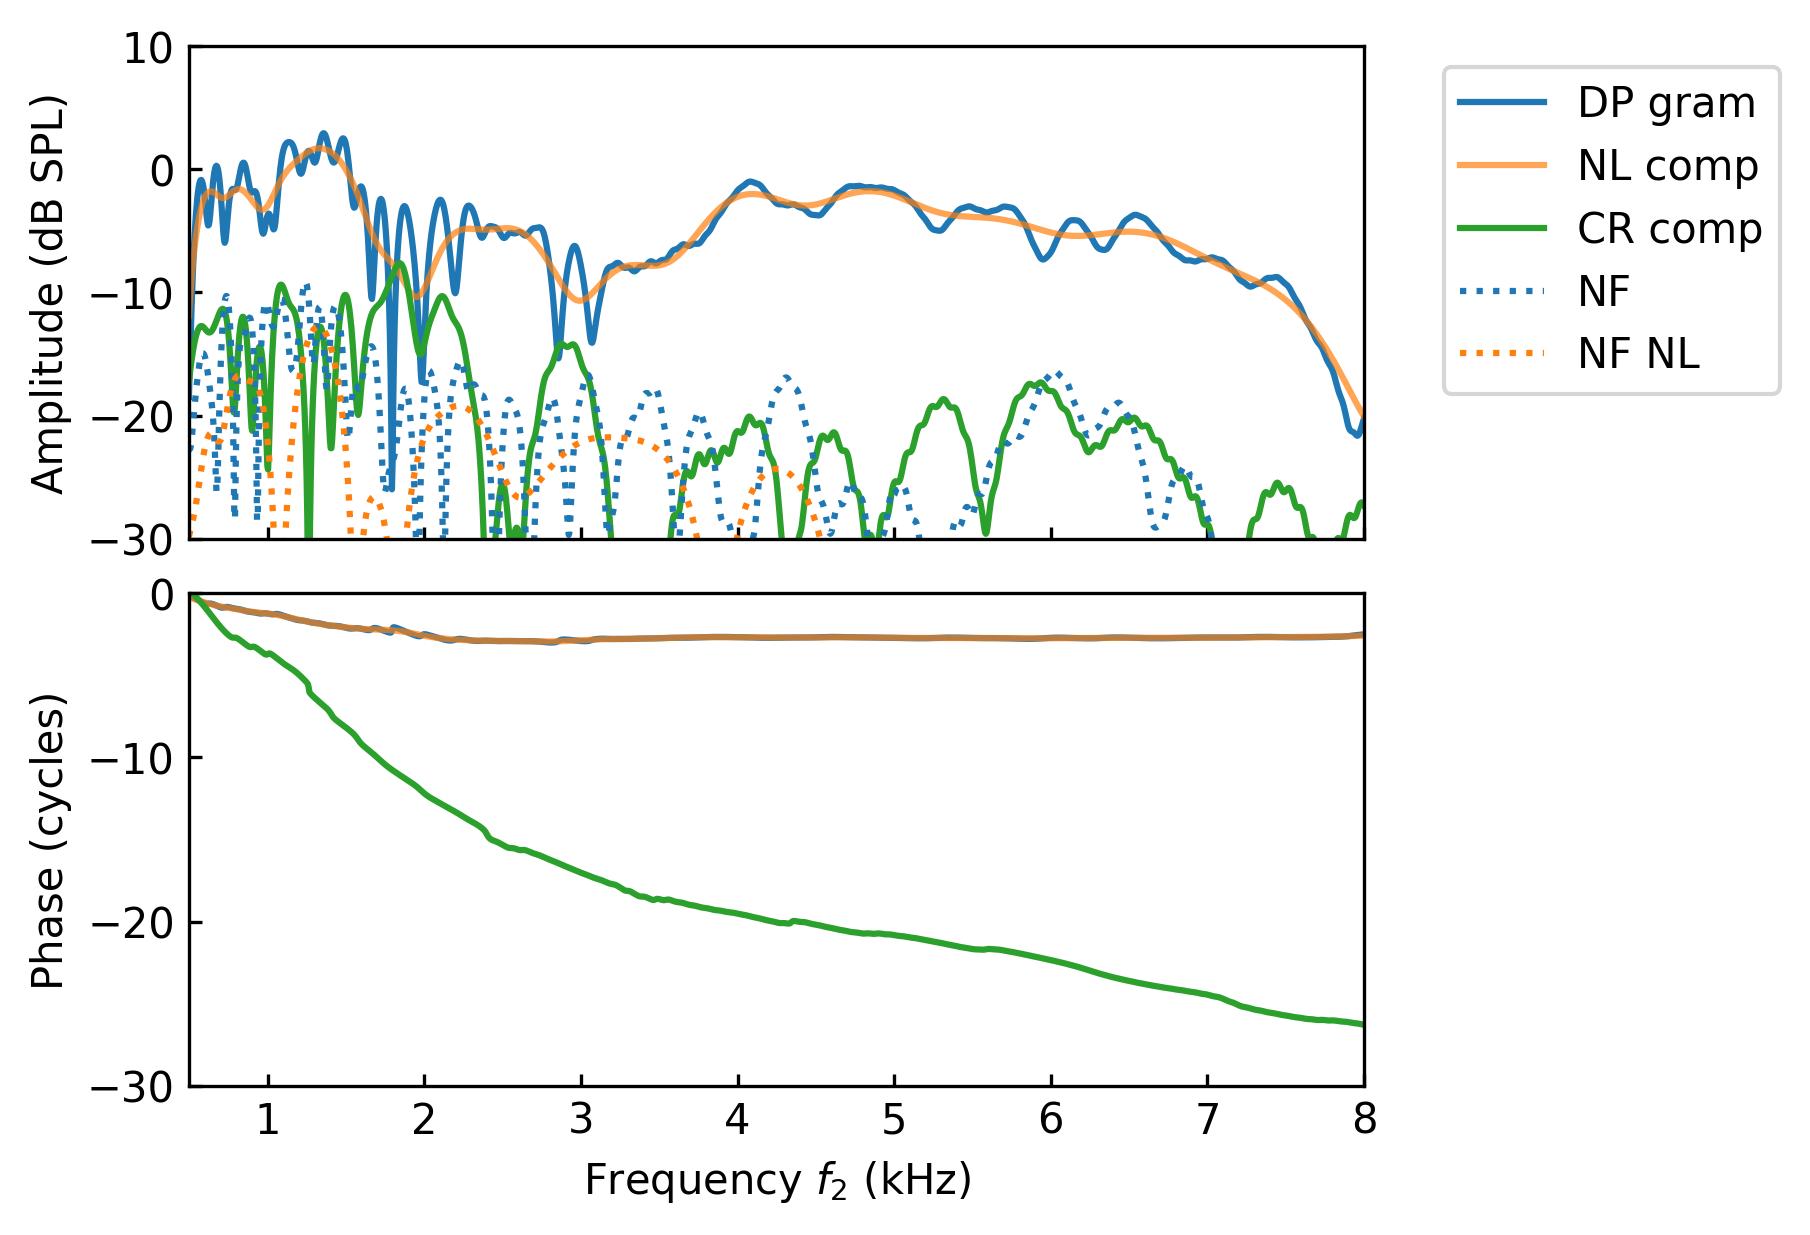 10
0
−10
−20
−30
Amplitude (dB SPL)
DP gram
NL comp
CR comp
NF
NF NL
0
−10
−20
−30
Phase (cycles)
1 2 3 4 5 6 7 8
Frequency f₂ (kHz)